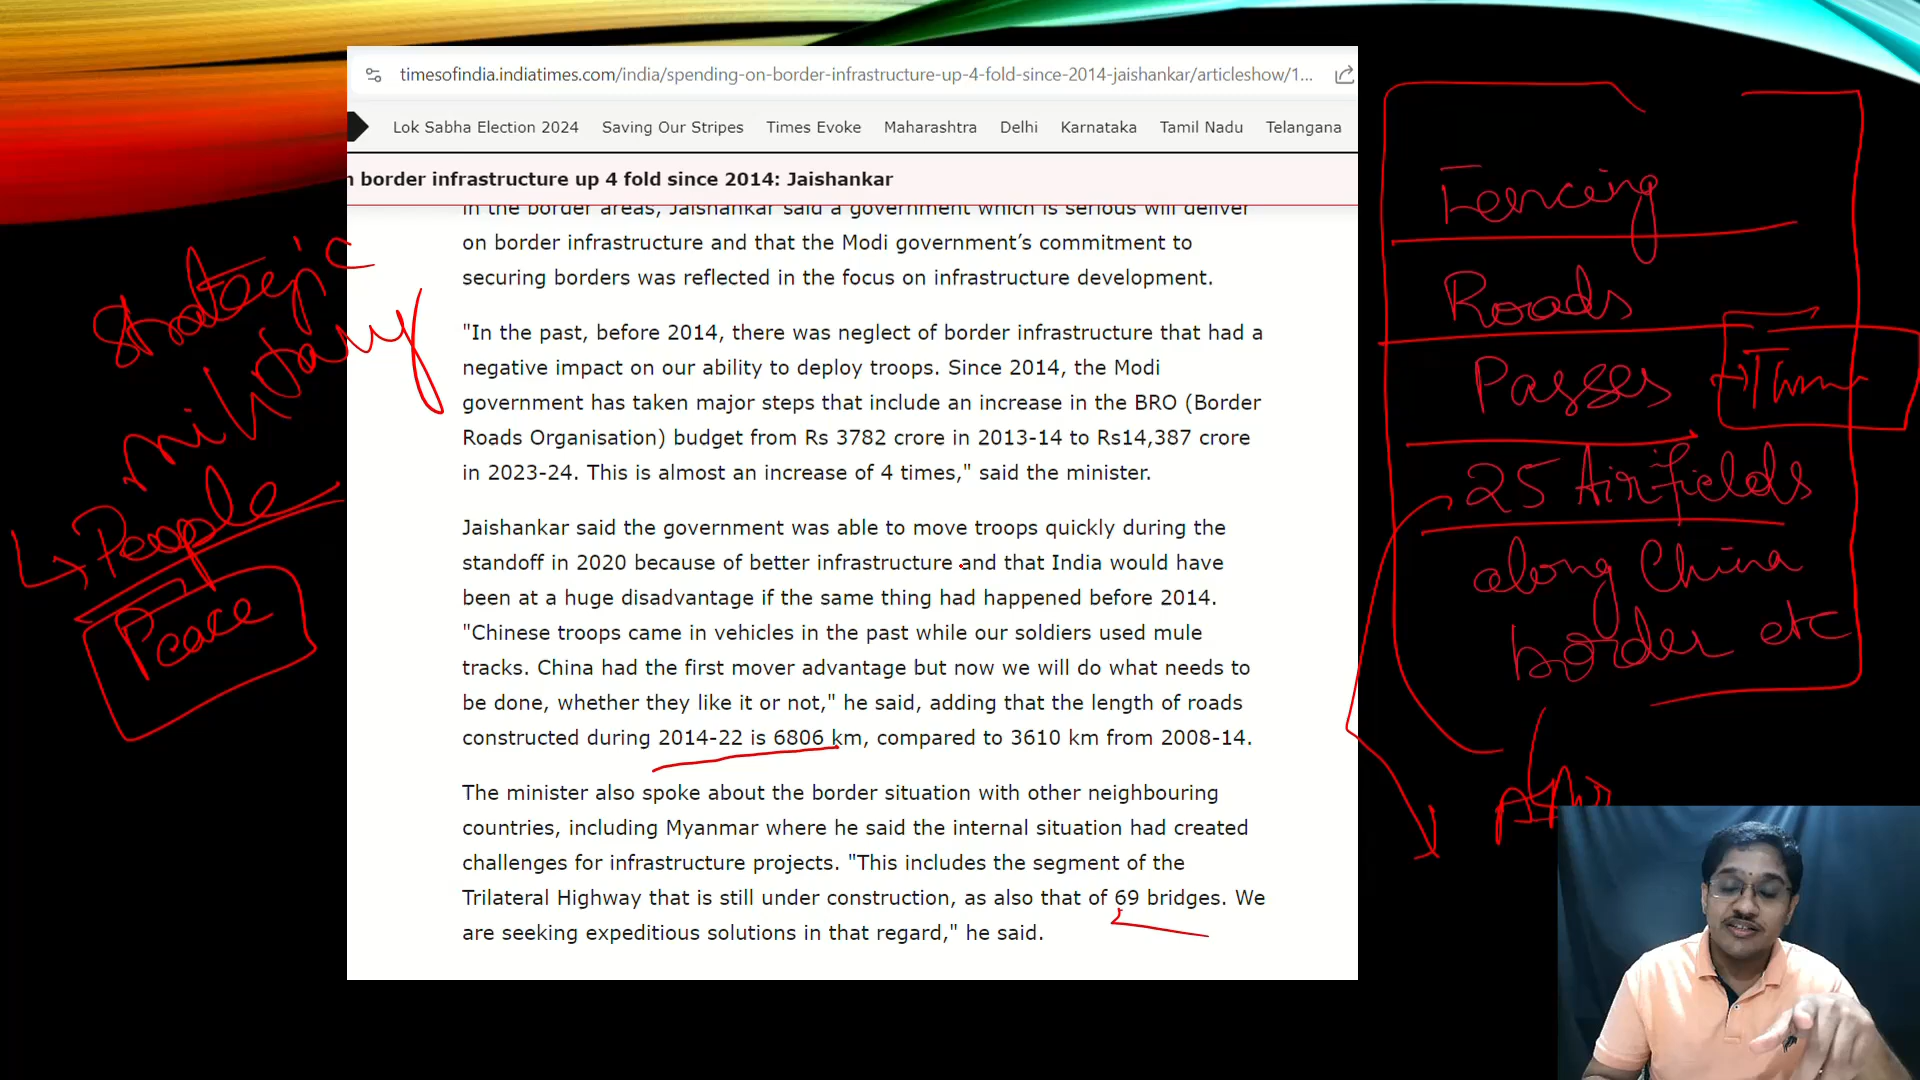 timesofindia.indiatimes.com/india/spending-on-border-infrastructure-up-4-fold-since-2014-jaishankar/articleshow/1...
Lok Sabha Election 2024 Saving Our Stripes Times Evoke Maharashtra Delhi Karnataka Tamil Nadu Telangana
n border infrastructure up 4 fold since 2014: Jaishankar
in the border areas, Jaishankar said a government which is serious will deliver
on border infrastructure and that the Modi government’s commitment to
securing borders was reflected in the focus on infrastructure development.
"In the past, before 2014, there was neglect of border infrastructure that had a
negative impact on our ability to deploy troops. Since 2014, the Modi
government has taken major steps that include an increase in the BRO (Border
Roads Organisation) budget from Rs 3782 crore in 2013-14 to Rs14,387 crore
in 2023-24. This is almost an increase of 4 times," said the minister.
Jaishankar said the government was able to move troops quickly during the
standoff in 2020 because of better infrastructure and that India would have
been at a huge disadvantage if the same thing had happened before 2014.
"Chinese troops came in vehicles in the past while our soldiers used mule
tracks. China had the first mover advantage but now we will do what needs to
be done, whether they like it or not," he said, adding that the length of roads
constructed during 2014-22 is 6806 km, compared to 3610 km from 2008-14.
The minister also spoke about the border situation with other neighbouring
countries, including Myanmar where he said the internal situation had created
challenges for infrastructure projects. "This includes the segment of the
Trilateral Highway that is still under construction, as also that of 69 bridges. We
are seeking expeditious solutions in that regard," he said.
Strategic
military
People
Peace
Fencing
Roads
Passes
25 Airfields
along China
border etc